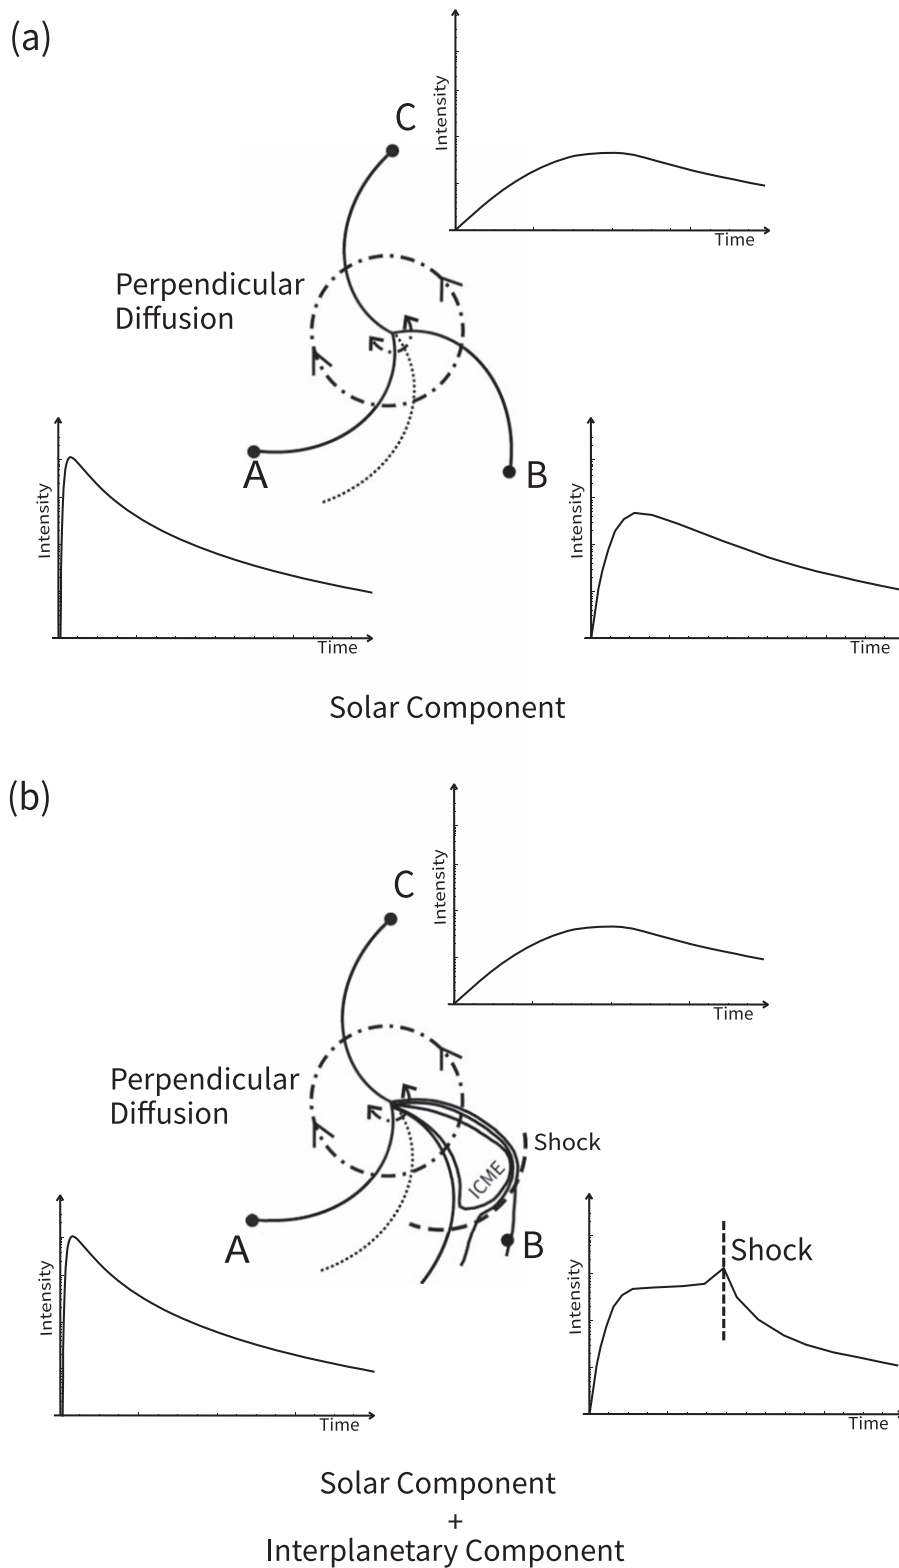 (a)
C
Intensity
Time
Perpendicular
Diffusion
A
B
Intensity
Time
Intensity
Time
Solar Component
(b)
C
Intensity
Time
Perpendicular
Diffusion
Shock
ICME
A
B
Intensity
Time
Shock
Intensity
Time
Solar Component
+
Interplanetary Component